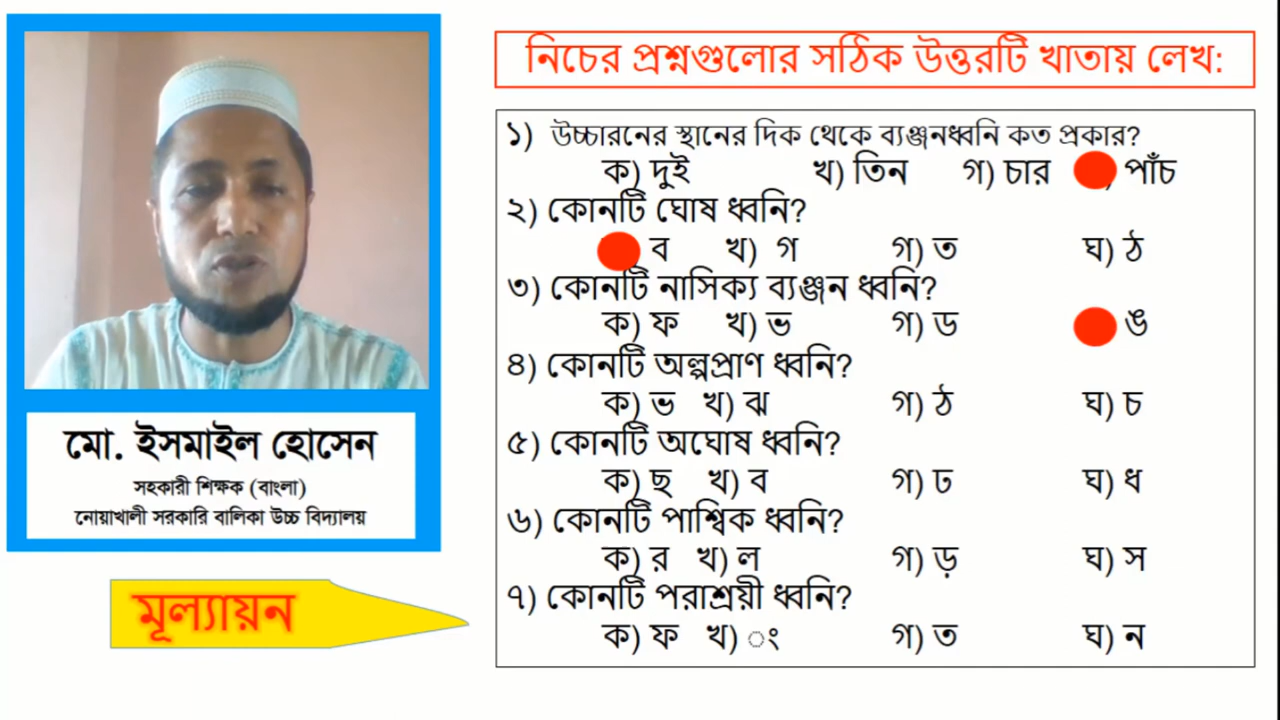 নিচের প্রশ্নগুলোর সঠিক উত্তরটি খাতায় লেখ:
১) উচ্চারনের স্থানের দিক থেকে ব্যঞ্জনধ্বনি কত প্রকার?
ক) দুই খ) তিন গ) চার ) পাঁচ
২) কোনটি ঘোষ ধ্বনি?
ব খ) গ গ) ত ঘ) ঠ
৩) কোনটি নাসিক্য ব্যঞ্জন ধ্বনি?
ক) ফ খ) ভ গ) ড ঙ
৪) কোনটি অল্পপ্রাণ ধ্বনি?
ক) ভ খ) ঝ গ) ঠ ঘ) চ
৫) কোনটি অঘোষ ধ্বনি?
ক) ছ খ) ব গ) ঢ ঘ) ধ
৬) কোনটি পাশ্বিক ধ্বনি?
ক) র খ) ল গ) ড় ঘ) স
৭) কোনটি পরাশ্রয়ী ধ্বনি?
ক) ফ খ) ং গ) ত ঘ) ন
মো. ইসমাইল হোসেন
সহকারী শিক্ষক (বাংলা)
নোয়াখালী সরকারি বালিকা উচ্চ বিদ্যালয়
মূল্যায়ন